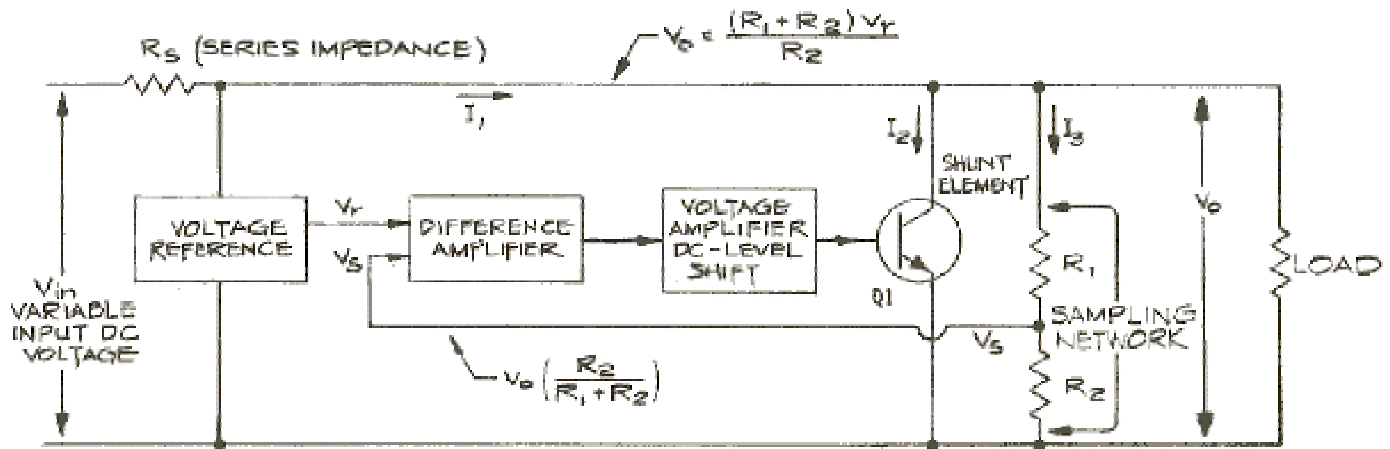 Rs (SERIES IMPEDANCE)
Vo = (R1 + R2) Vr / R2
I1
I2
I3
SHUNT
ELEMENT
VOLTAGE
REFERENCE
Vr
Vs
DIFFERENCE
AMPLIFIER
VOLTAGE
AMPLIFIER
DC-LEVEL
SHIFT
Q1
R1
Vo
LOAD
Vin
VARIABLE
INPUT DC
VOLTAGE
Vs
SAMPLING
NETWORK
R2
Vo (R2 / R1 + R2)